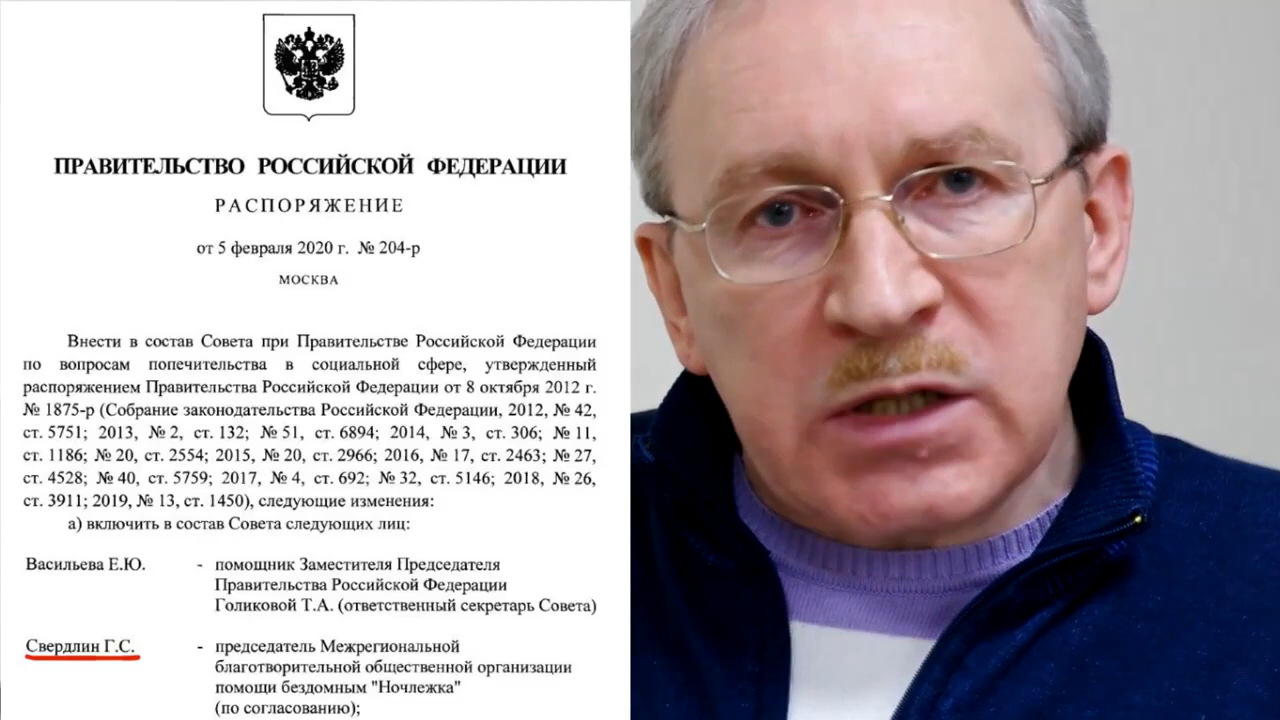 ПРАВИТЕЛЬСТВО РОССИЙСКОЙ ФЕДЕРАЦИИ
РАСПОРЯЖЕНИЕ
от 5 февраля 2020 г. № 204-р
МОСКВА
Внести в состав Совета при Правительстве Российской Федерации
по вопросам попечительства в социальной сфере, утвержденный
распоряжением Правительства Российской Федерации от 8 октября 2012 г.
№ 1875-р (Собрание законодательства Российской Федерации, 2012, № 42,
ст. 5751; 2013, № 2, ст. 132; № 51, ст. 6894; 2014, № 3, ст. 306; № 11,
ст. 1186; № 20, ст. 2554; 2015, № 20, ст. 2966; 2016, № 17, ст. 2463; № 27,
ст. 4528; № 40, ст. 5759; 2017, № 4, ст. 692; № 32, ст. 5146; 2018, № 26,
ст. 3911; 2019, № 13, ст. 1450), следующие изменения:
а) включить в состав Совета следующих лиц:
Васильева Е.Ю. - помощник Заместителя Председателя
Правительства Российской Федерации
Голиковой Т.А. (ответственный секретарь Совета)
Свердлин Г.С. - председатель Межрегиональной
благотворительной общественной организации
помощи бездомным "Ночлежка"
(по согласованию);